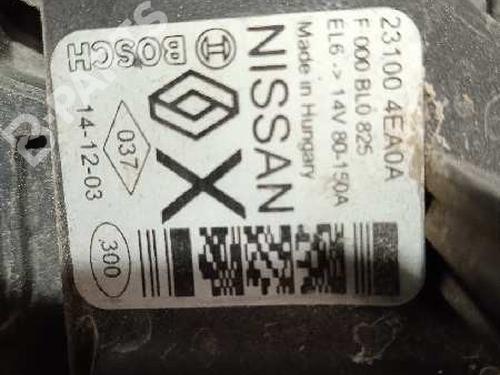 23100 4EA0A
F 000 BL0 825
EL6 -> 14V 80-150A
Made in Hungary
NISSAN
X
BOSCH
037
14-12-03
300